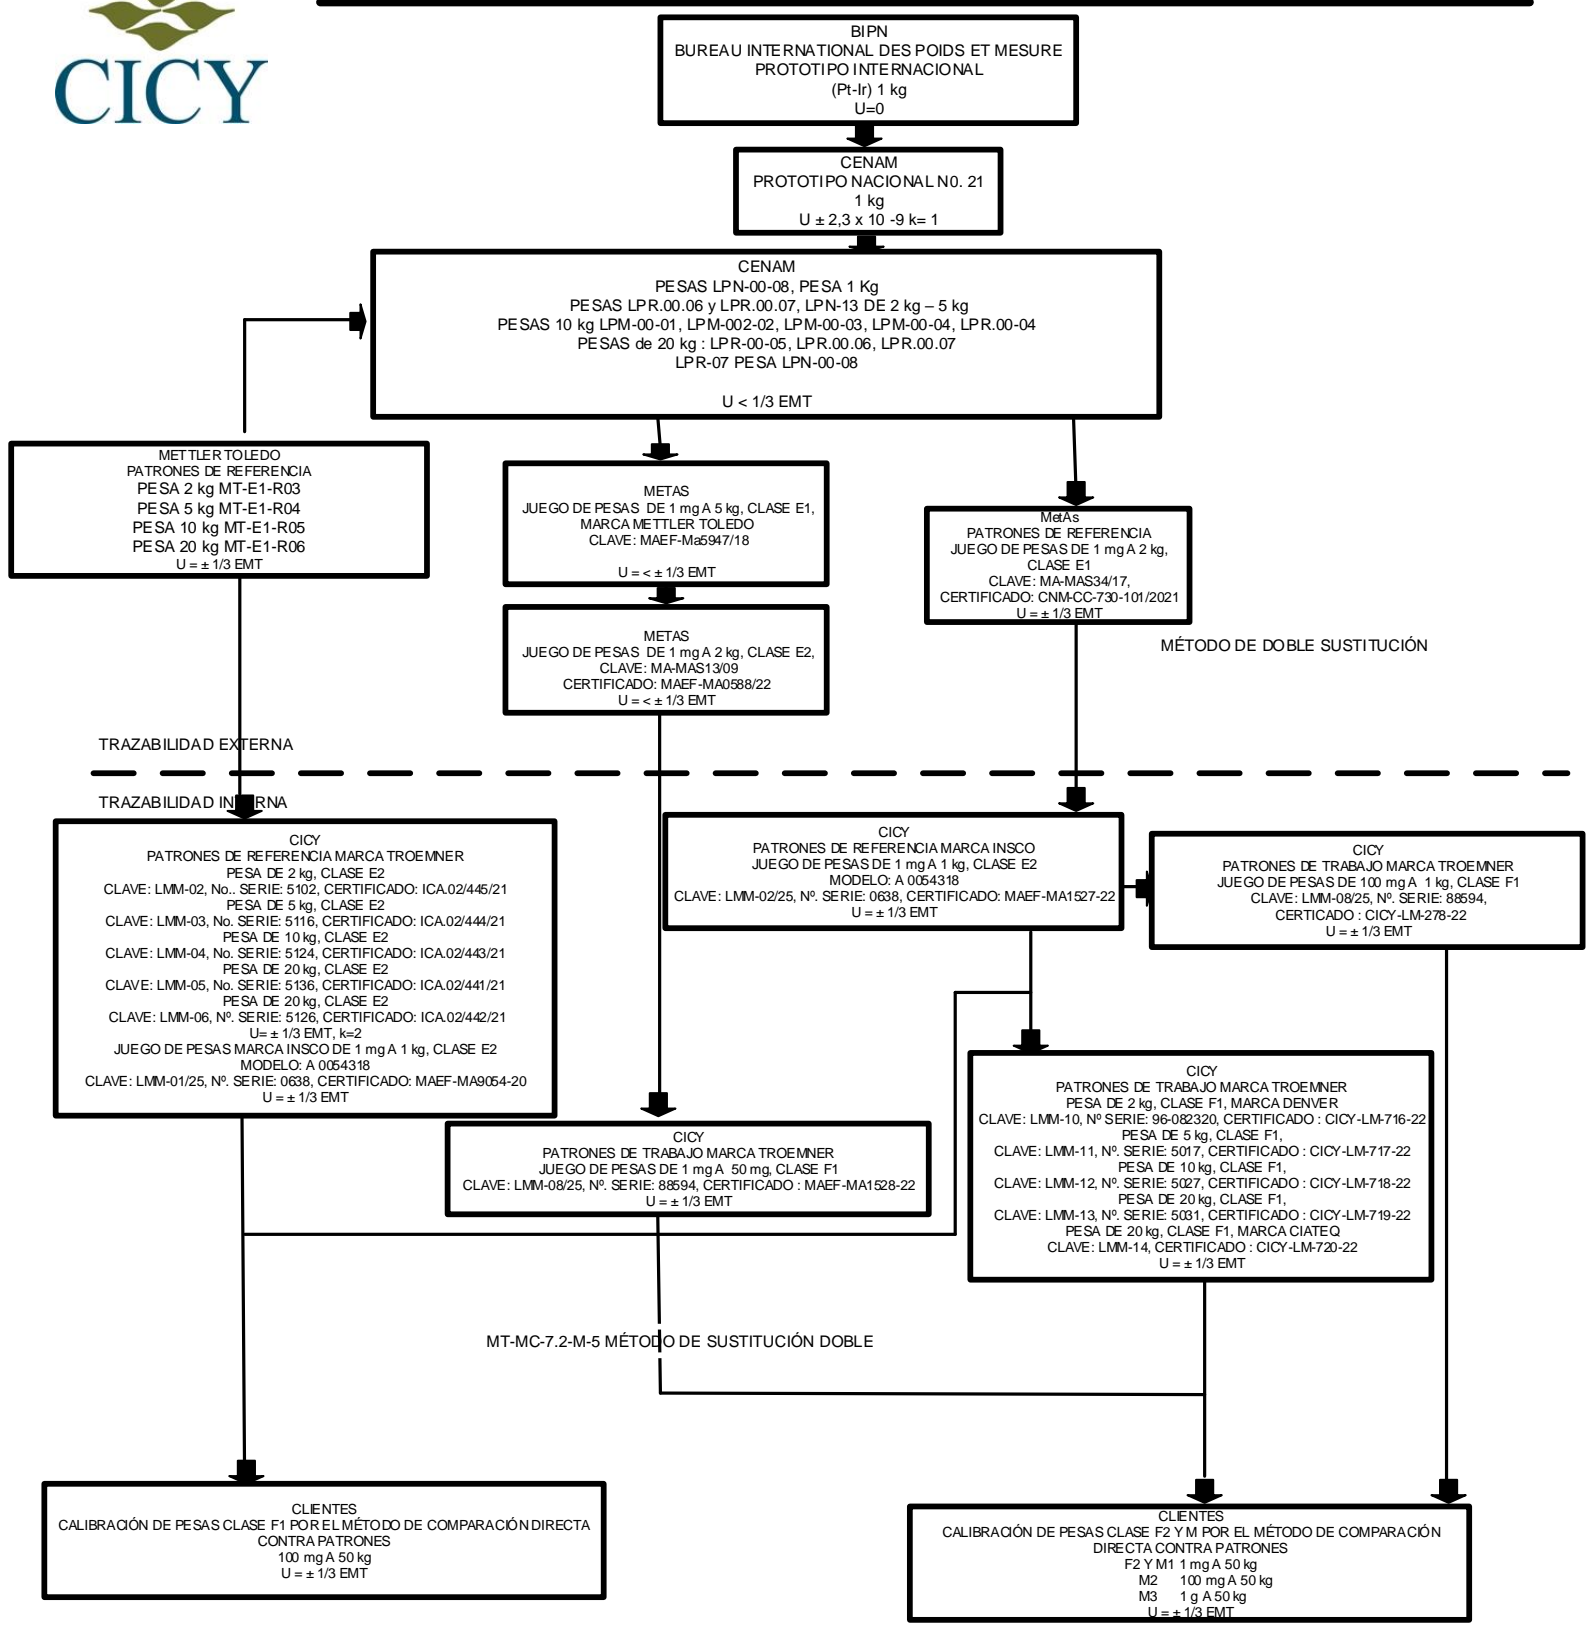 CICY
BIPN
BUREAU INTERNATIONAL DES POIDS ET MESURE
PROTOTIPO INTERNACIONAL
(Pt-Ir) 1 kg
U=0
CENAM
PROTOTIPO NACIONAL N0. 21
1 kg
U ± 2,3 x 10 -9 k= 1
CENAM
PESAS LPN-00-08, PESA 1 Kg
PESAS LPR.00.06 y LPR.00.07, LPN-13 DE 2 kg – 5 kg
PESAS 10 kg LPM-00-01, LPM-002-02, LPM-00-03, LPM-00-04, LPR.00-04
PESAS de 20 kg : LPR-00-05, LPR.00.06, LPR.00.07
LPR-07 PESA LPN-00-08
U < 1/3 EMT
METTLER TOLEDO
PATRONES DE REFERENCIA
PESA 2 kg MT-E1-R03
PESA 5 kg MT-E1-R04
PESA 10 kg MT-E1-R05
PESA 20 kg MT-E1-R06
U = ± 1/3 EMT
METAS
JUEGO DE PESAS DE 1 mg A 5 kg, CLASE E1,
MARCA METTLER TOLEDO
CLAVE: MAEF-Ma5947/18
U = < ± 1/3 EMT
MetAs
PATRONES DE REFERENCIA
JUEGO DE PESAS DE 1 mg A 2 kg,
CLASE E1
CLAVE: MA-MAS34/17,
CERTIFICADO: CNM-CC-730-101/2021
U = ± 1/3 EMT
METAS
JUEGO DE PESAS DE 1 mg A 2 kg, CLASE E2,
CLAVE: MA-MAS13/09
CERTIFICADO: MAEF-MA0588/22
U = < ± 1/3 EMT
MÉTODO DE DOBLE SUSTITUCIÓN
TRAZABILIDAD EXTERNA
TRAZABILIDAD INTERNA
CICY
PATRONES DE REFERENCIA MARCA TROEMNER
PESA DE 2 kg, CLASE E2
CLAVE: LMM-02, No.. SERIE: 5102, CERTIFICADO: ICA.02/445/21
PESA DE 5 kg, CLASE E2
CLAVE: LMM-03, No. SERIE: 5116, CERTIFICADO: ICA.02/444/21
PESA DE 10 kg, CLASE E2
CLAVE: LMM-04, No. SERIE: 5124, CERTIFICADO: ICA.02/443/21
PESA DE 20 kg, CLASE E2
CLAVE: LMM-05, No. SERIE: 5136, CERTIFICADO: ICA.02/441/21
PESA DE 20 kg, CLASE E2
CLAVE: LMM-06, Nº. SERIE: 5126, CERTIFICADO: ICA.02/442/21
U= ± 1/3 EMT, k=2
JUEGO DE PESAS MARCA INSCO DE 1 mg A 1 kg, CLASE E2
MODELO: A 0054318
CLAVE: LMM-01/25, Nº. SERIE: 0638, CERTIFICADO: MAEF-MA9054-20
U = ± 1/3 EMT
CICY
PATRONES DE REFERENCIA MARCA INSCO
JUEGO DE PESAS DE 1 mg A 1 kg, CLASE E2
MODELO: A 0054318
CLAVE: LMM-02/25, Nº. SERIE: 0638, CERTIFICADO: MAEF-MA1527-22
U = ± 1/3 EMT
CICY
PATRONES DE TRABAJO MARCA TROEMNER
JUEGO DE PESAS DE 100 mg A 1 kg, CLASE F1
CLAVE: LMM-08/25, Nº. SERIE: 88594,
CERTICADO : CICY-LM-278-22
U = ± 1/3 EMT
CICY
PATRONES DE TRABAJO MARCA TROEMNER
PESA DE 2 kg, CLASE F1, MARCA DENVER
CLAVE: LMM-10, Nº SERIE: 96-082320, CERTIFICADO : CICY-LM-716-22
PESA DE 5 kg, CLASE F1,
CLAVE: LMM-11, Nº. SERIE: 5017, CERTIFICADO : CICY-LM-717-22
PESA DE 10 kg, CLASE F1,
CLAVE: LMM-12, Nº. SERIE: 5027, CERTIFICADO : CICY-LM-718-22
PESA DE 20 kg, CLASE F1,
CLAVE: LMM-13, Nº. SERIE: 5031, CERTIFICADO : CICY-LM-719-22
PESA DE 20 kg, CLASE F1, MARCA CIATEQ
CLAVE: LMM-14, CERTIFICADO : CICY-LM-720-22
U = ± 1/3 EMT
CICY
PATRONES DE TRABAJO MARCA TROEMNER
JUEGO DE PESAS DE 1 mg A 50 mg, CLASE F1
CLAVE: LMM-08/25, Nº. SERIE: 88594, CERTIFICADO : MAEF-MA1528-22
U = ± 1/3 EMT
MT-MC-7.2-M-5 MÉTODO DE SUSTITUCIÓN DOBLE
CLIENTES
CALIBRACIÓN DE PESAS CLASE F1 POR EL MÉTODO DE COMPARACIÓN DIRECTA
CONTRA PATRONES
100 mg A 50 kg
U = ± 1/3 EMT
CLIENTES
CALIBRACIÓN DE PESAS CLASE F2 Y M POR EL MÉTODO DE COMPARACIÓN
DIRECTA CONTRA PATRONES
F2 Y M1 1 mg A 50 kg
M2 100 mg A 50 kg
M3 1 g A 50 kg
U = ± 1/3 EMT